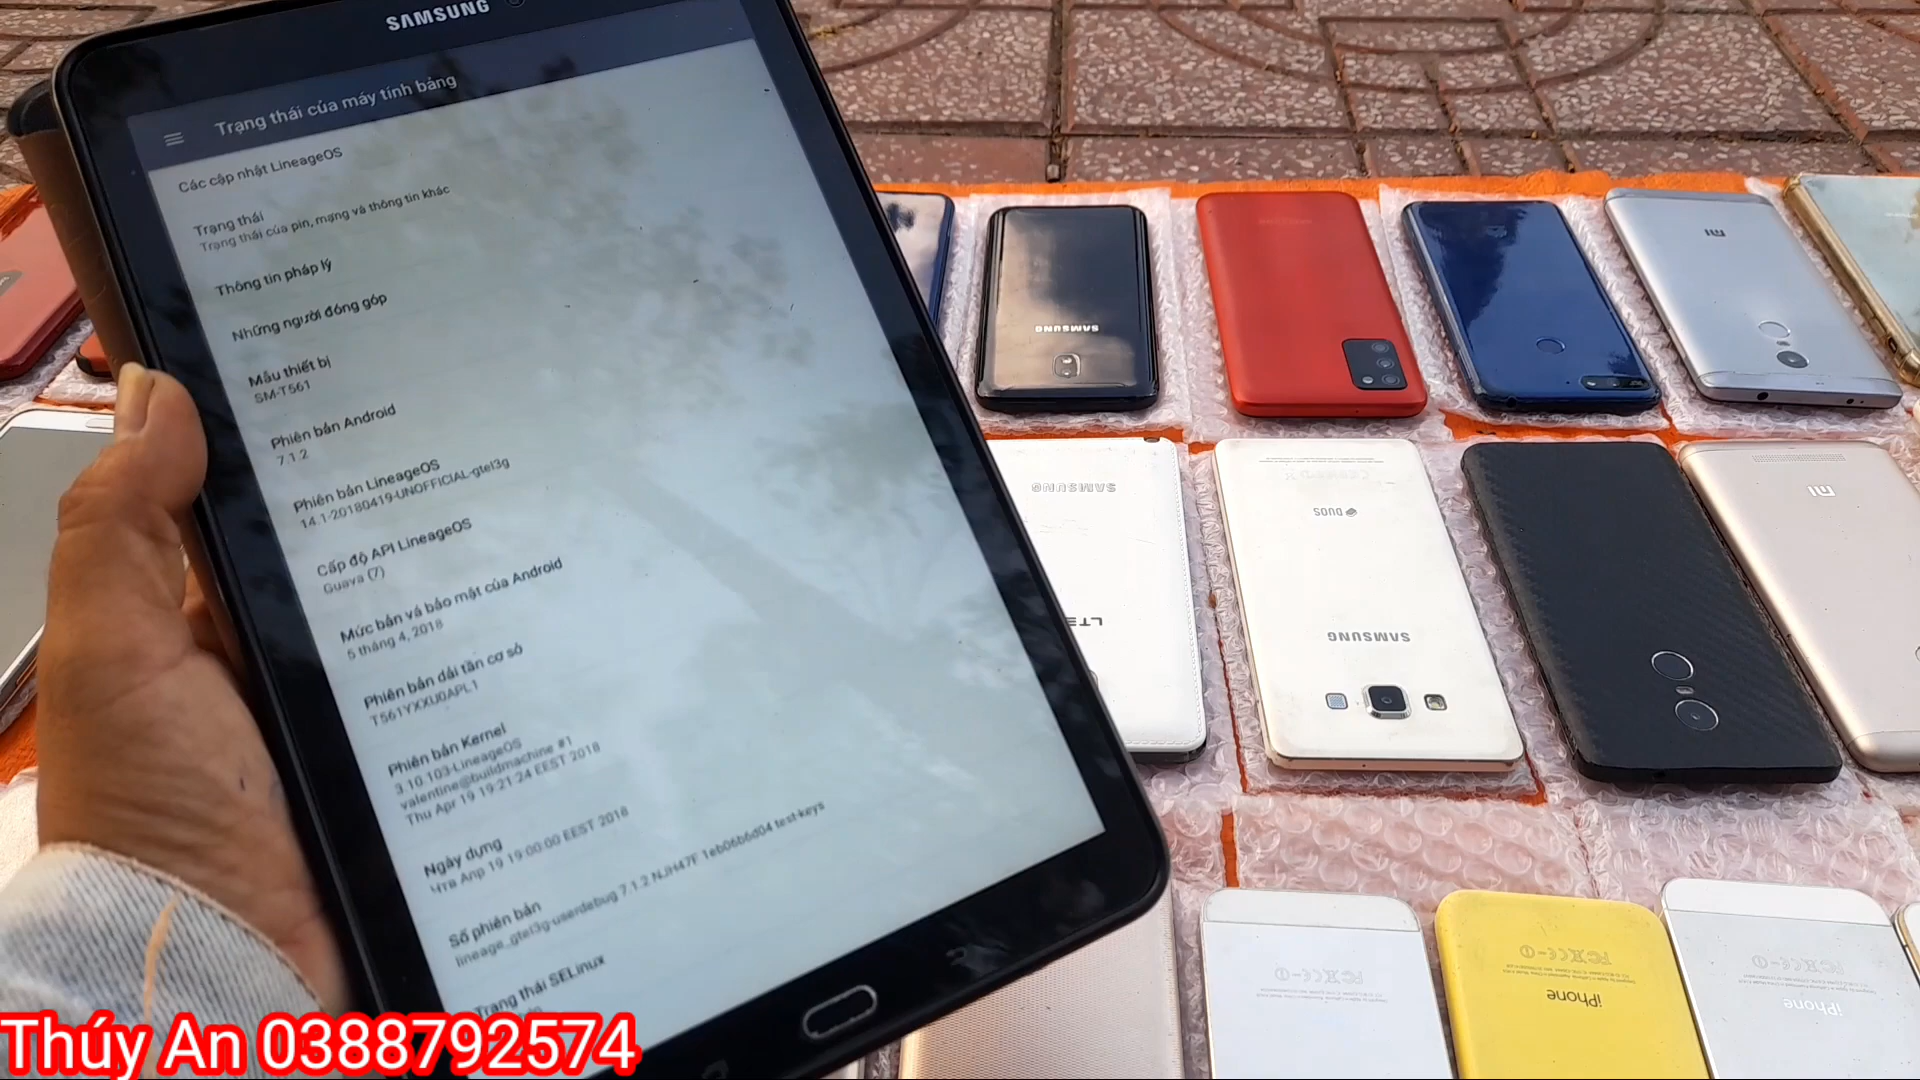 SAMSUNG
Trạng thái của máy tính bảng
Các cập nhật LineageOS
Trạng thái
Trạng thái của pin, mạng và thông tin khác
Thông tin pháp lý
Những người đóng góp
Mẫu thiết bị
SM-T561
Phiên bản Android
7.1.2
Phiên bản LineageOS
14.1-20180419-UNOFFICIAL-gtel3g
Cấp độ API LineageOS
Guava (7)
Mức bản vá bảo mật của Android
5 tháng 4, 2018
Phiên bản dải tần cơ sở
T561YXXU0APL1
Phiên bản Kernel
3.10.103-LineageOS
valentine@buildmachine #1
Thu Apr 19 19:21:24 EEST 2018
Ngày dựng
Чтв Апр 19 19:00:00 EEST 2018
Số phiên bản
lineage_gtel3g-userdebug 7.1.2 NJH47F 1eb06b6d04 test-keys
Trạng thái SELinux
SAMSUNG
mi
SAMSUNG
LTE
DUOS
SAMSUNG
mi
iPhone
iPhone
Thúy An 0388792574